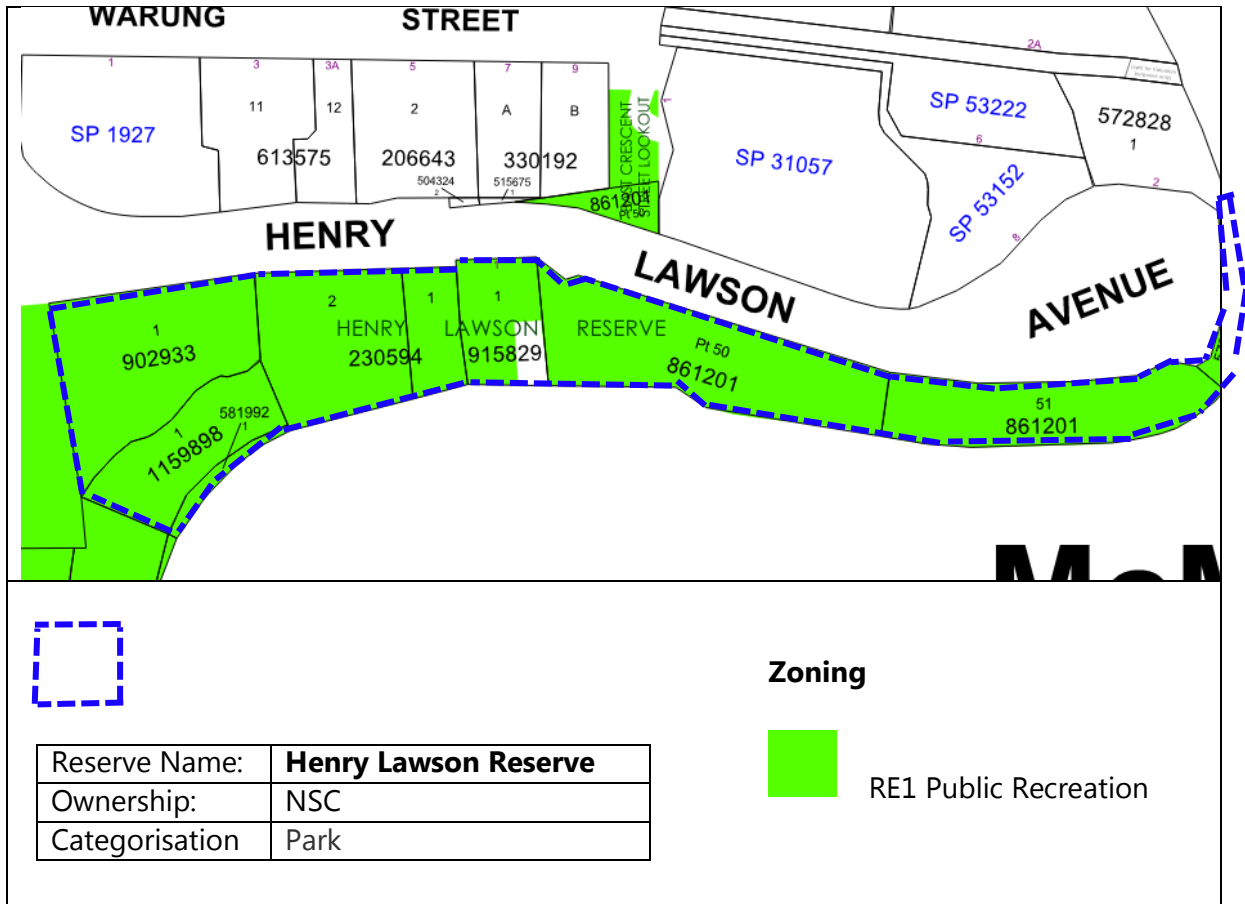 WARUNG STREET
1 3 3A 5 7 9
2A
SP 1927
11
12
2
A
B
613575
206643
330192
504324
2
515675
1
EAST CRESCENT
STREET LOOKOUT
861201
Pt 50
1
SP 31057
SP 53222
6
SP 53152
8
572828
1
2
HENRY LAWSON AVENUE
1
902933
2
1
1
1
HENRY LAWSON RESERVE
230594
915829
Pt 50
861201
51
861201
581992
1
1
1159898
McM
Zoning
RE1 Public Recreation
Reserve Name: Henry Lawson Reserve
Ownership: NSC
Categorisation Park